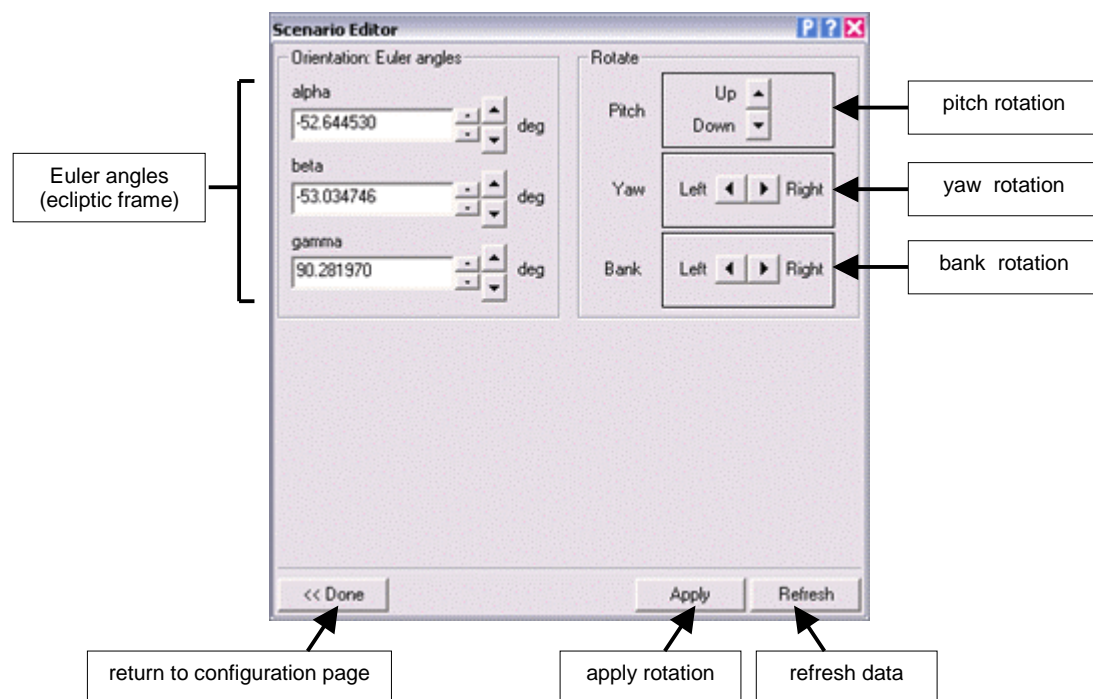 Scenario Editor
P ?
Orientation: Euler angles
alpha
-52.644530
deg
beta
-53.034746
deg
gamma
90.281970
deg
Rotate
Pitch
Up
Down
Yaw
Left
Right
Bank
Left
Right
<< Done
Apply
Refresh
Euler angles
(ecliptic frame)
pitch rotation
yaw rotation
bank rotation
return to configuration page
apply rotation
refresh data